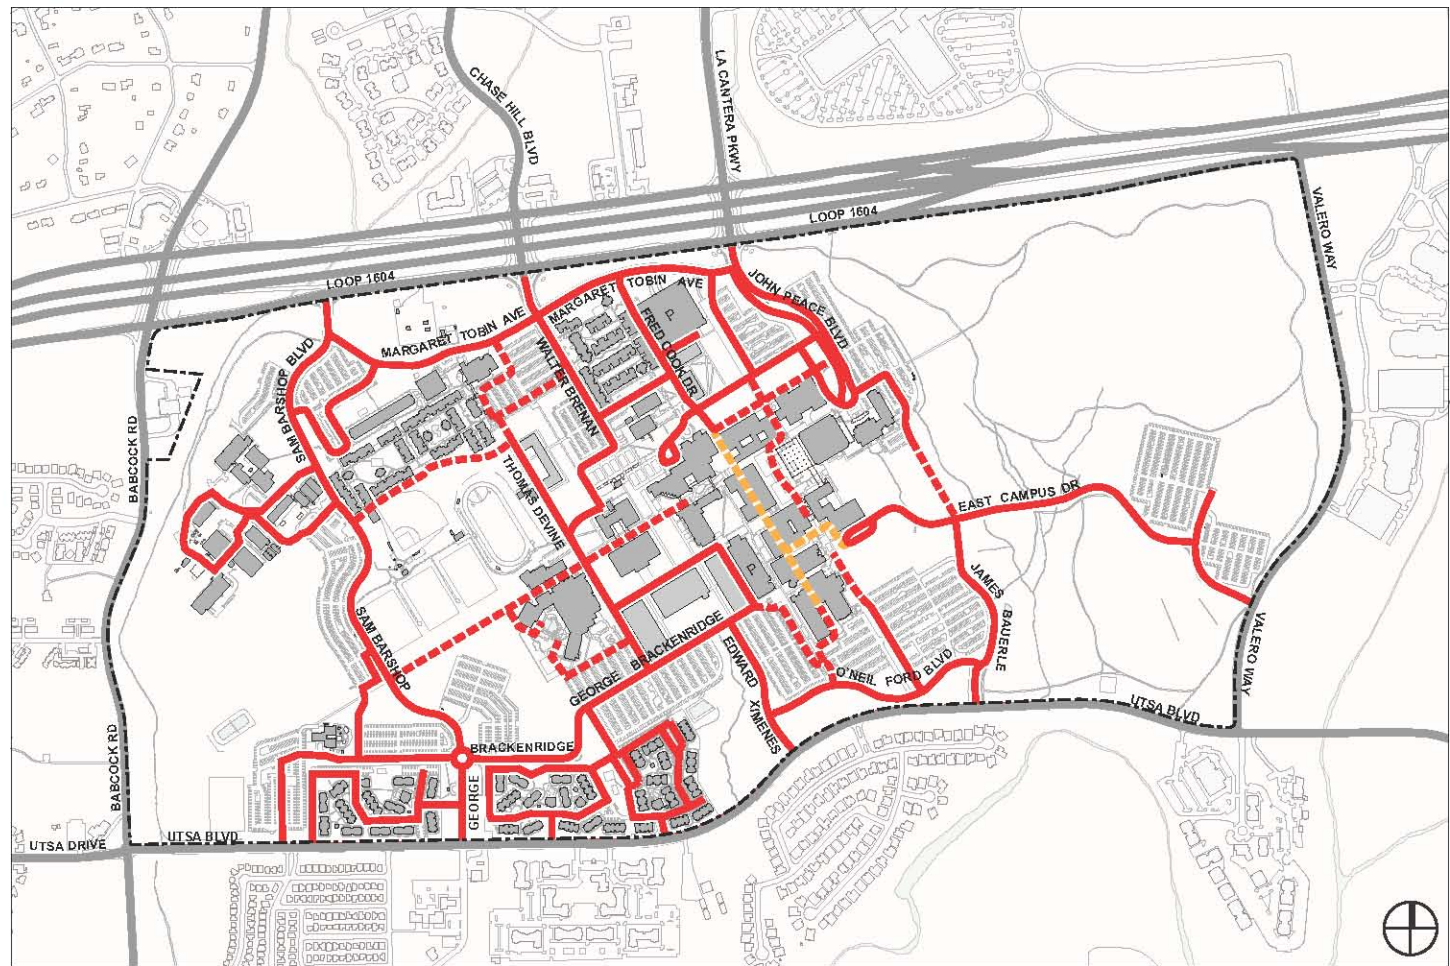 CHASE HILL BLVD
LA CANTERA PKWY
LOOP 1604
VALERO WAY
LOOP 1604
JOHN PEACE BLVD
MARGARET TOBIN AVE
MARGARET TOBIN AVE
FRED COOK DR
P
SAM BARSHOP BLVD
WALTER BRENAN
BABCOCK RD
THOMAS DEVINE
EAST CAMPUS DR
P
JAMES BAUERLE
SAM BARSHOP
GEORGE BRACKENRIDGE
EDWARD XIMENES
O'NEIL FORD BLVD
VALERO WAY
UTSA BLVD
BABCOCK RD
BRACKENRIDGE
GEORGE
UTSA BLVD
UTSA DRIVE